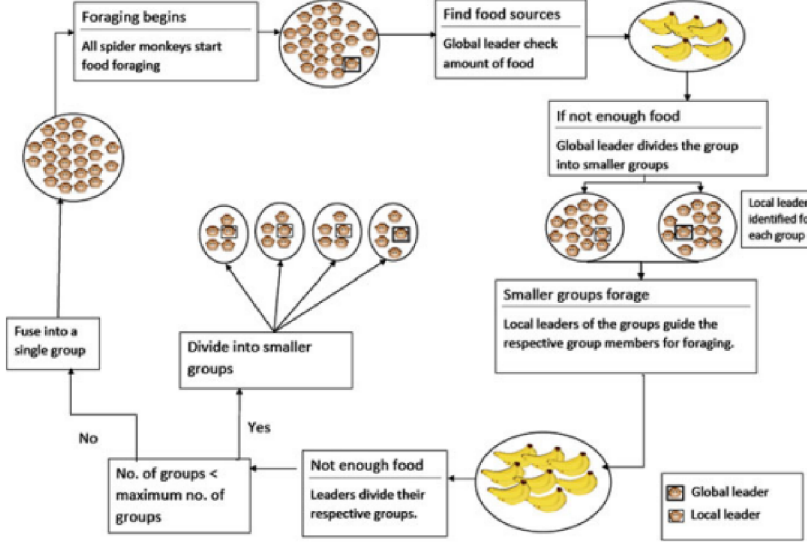 Foraging begins
All spider monkeys start
food foraging
Find food sources
Global leader check
amount of food
If not enough food
Global leader divides the group
into smaller groups
Local leade
identified fo
each group
Smaller groups forage
Local leaders of the groups guide the
respective group members for foraging.
Fuse into a
single group
Divide into smaller
groups
No
Yes
No. of groups <
maximum no. of
groups
Not enough food
Leaders divide their
respective groups.
Global leader
Local leader